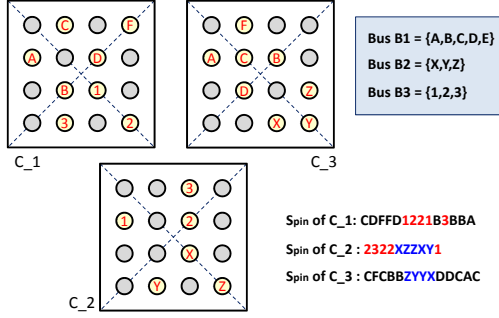 C F
A D
B 1
3 2
C_1
F
A C B
D Z
X Y
C_3
Bus B1 = {A,B,C,D,E}
Bus B2 = {X,Y,Z}
Bus B3 = {1,2,3}
3
1 2
X
Y Z
C_2
Spin of C_1: CDFFD1221B3BBA
Spin of C_2 : 2322XZZXY1
Spin of C_3 : CFCBBZYYXDDCAC